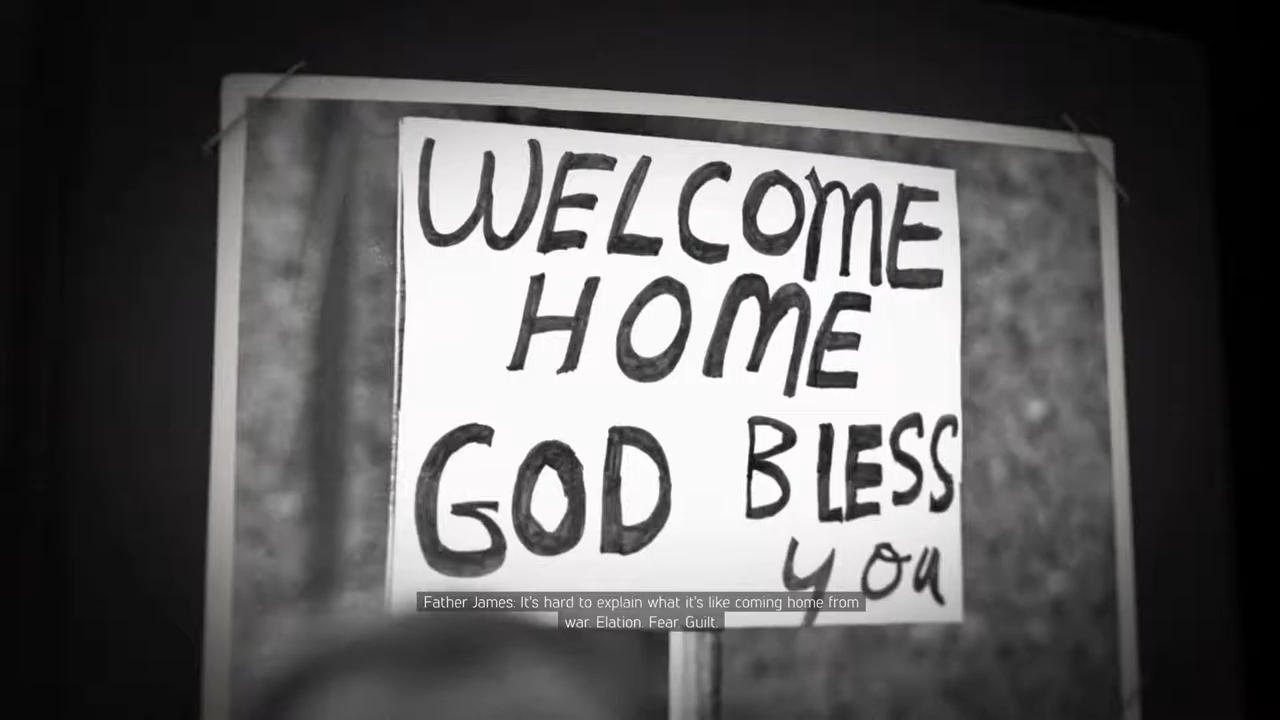 WELCOME
HOME
GOD BLESS
you
Father James: It's hard to explain what it's like coming home from
war. Elation. Fear. Guilt.